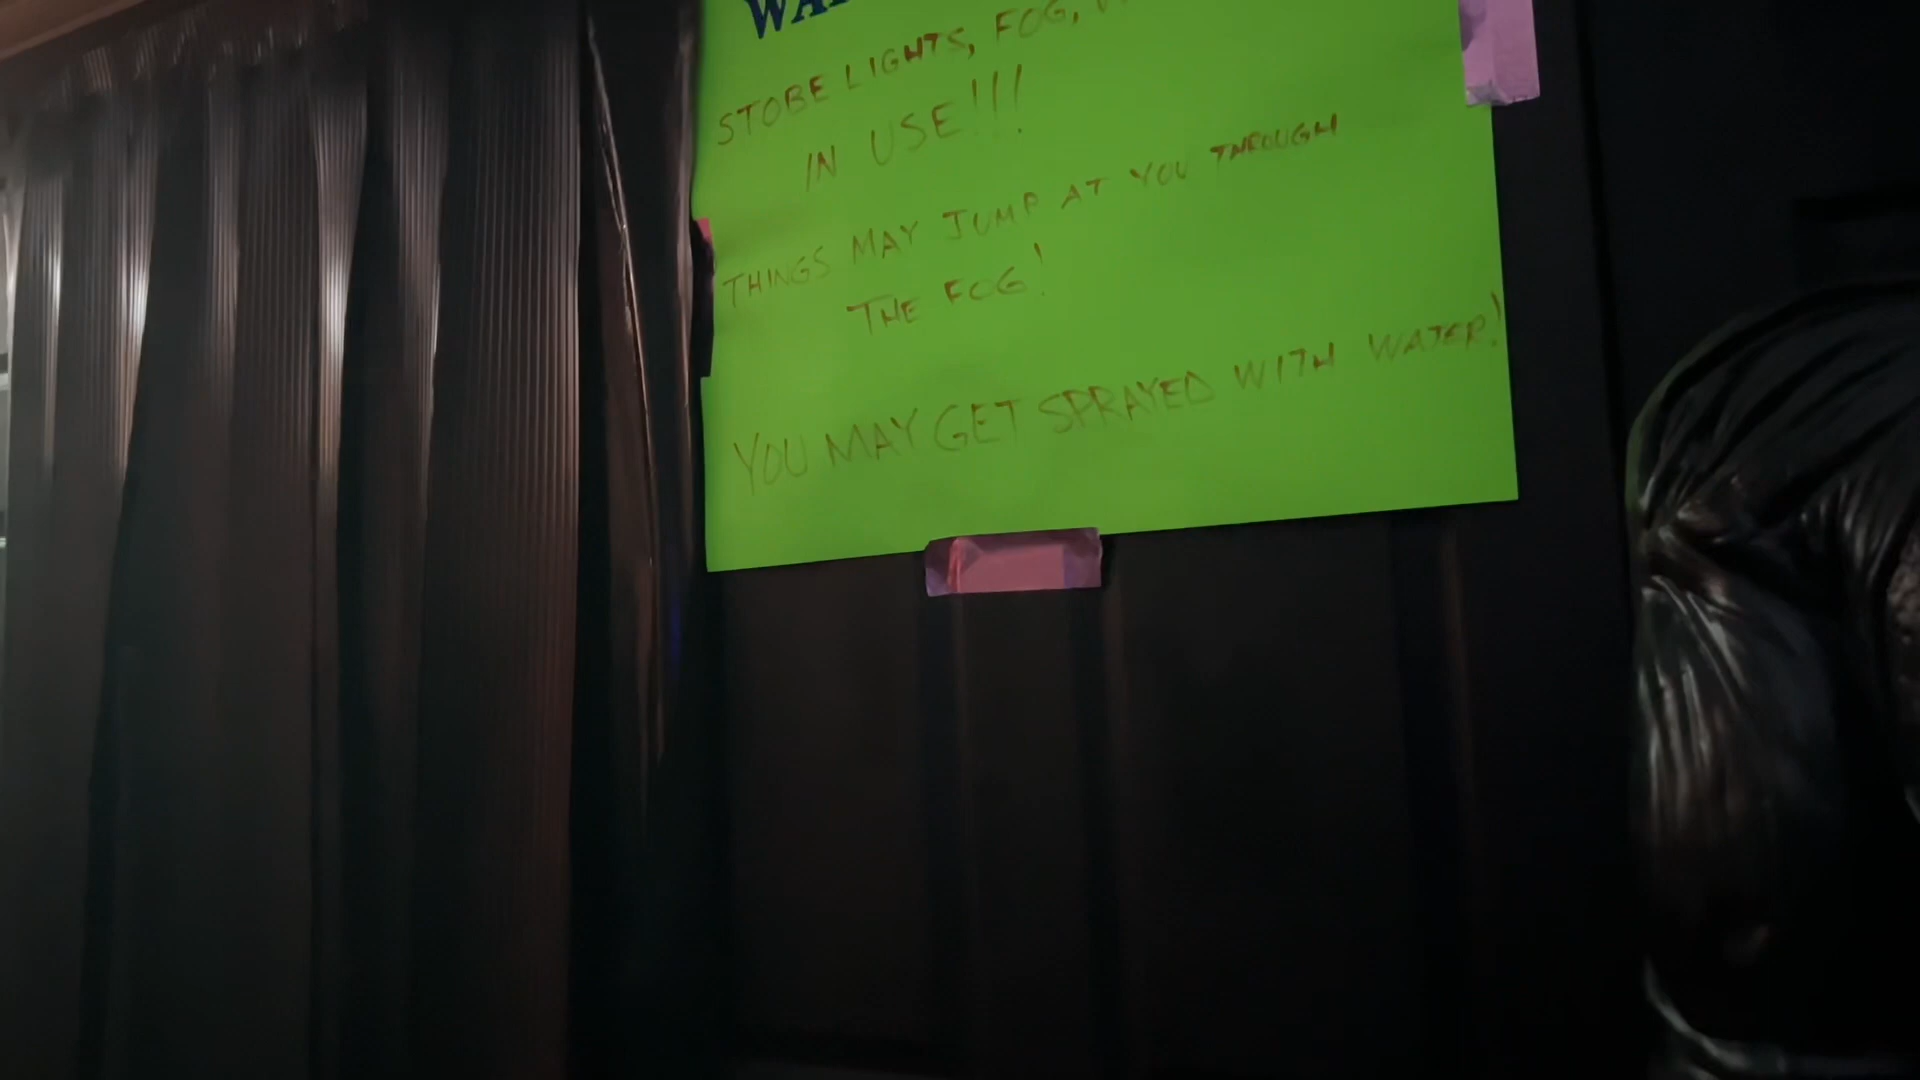 STOBE LIGHTS, FOG,
IN USE!!!
THINGS MAY JUMP AT YOU THROUGH
THE FOG!
YOU MAY GET SPRAYED WITH WATER!